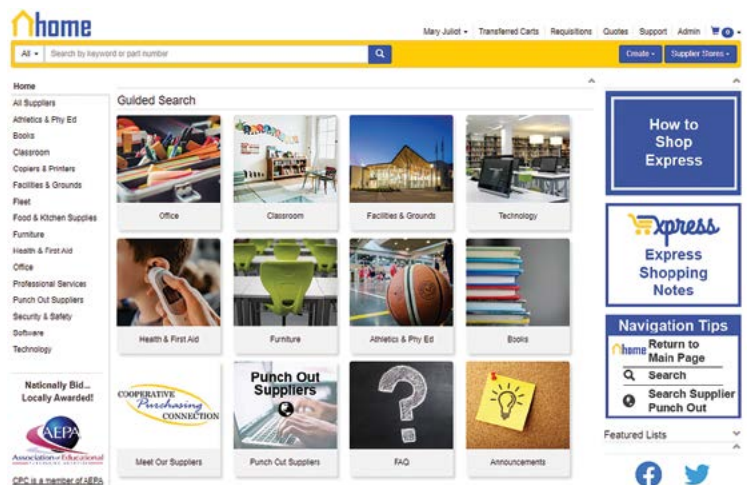 home
Mary Juliot Transferred Carts Requisitions Quotes Support Admin 0
All Search by keyword or part number Create Supplier Stores
Home
All Suppliers
Athletics & Phy Ed
Books
Classroom
Copiers & Printers
Facilities & Grounds
Fleet
Food & Kitchen Supplies
Furniture
Health & First Aid
Office
Professional Services
Punch Out Suppliers
Security & Safety
Software
Technology
Nationally Bid...
Locally Awarded!
AEPA
Association of Educational
CPC is a member of AEPA
Guided Search
Office
Classroom
Facilities & Grounds
Technology
Health & First Aid
Furniture
Athletics & Phy Ed
Books
COOPERATIVE
Purchasing
CONNECTION
Meet Our Suppliers
Punch Out
Suppliers
Punch Out Suppliers
FAQ
Announcements
How to
Shop
Express
Express
Express
Shopping
Notes
Navigation Tips
home Return to
Main Page
Search
Search Supplier
Punch Out
Featured Lists